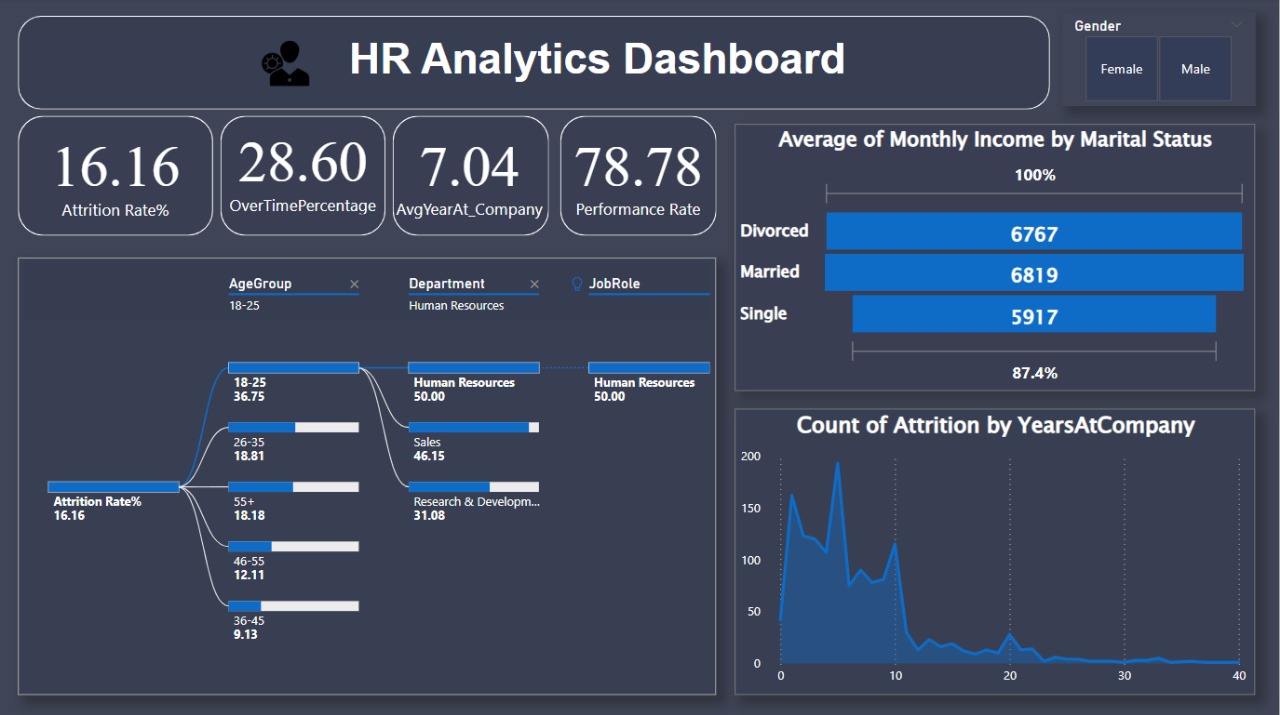 HR Analytics Dashboard
Gender
Female
Male
16.16
Attrition Rate%
28.60
OverTimePercentage
7.04
AvgYearAt_Company
78.78
Performance Rate
Average of Monthly Income by Marital Status
100%
Divorced
6767
Married
6819
Single
5917
87.4%
AgeGroup
18-25
Department
Human Resources
JobRole
Attrition Rate%
16.16
18-25
36.75
26-35
18.81
55+
18.18
46-55
12.11
36-45
9.13
Human Resources
50.00
Sales
46.15
Research & Developm...
31.08
Human Resources
50.00
Count of Attrition by YearsAtCompany
200
150
100
50
0
0
10
20
30
40